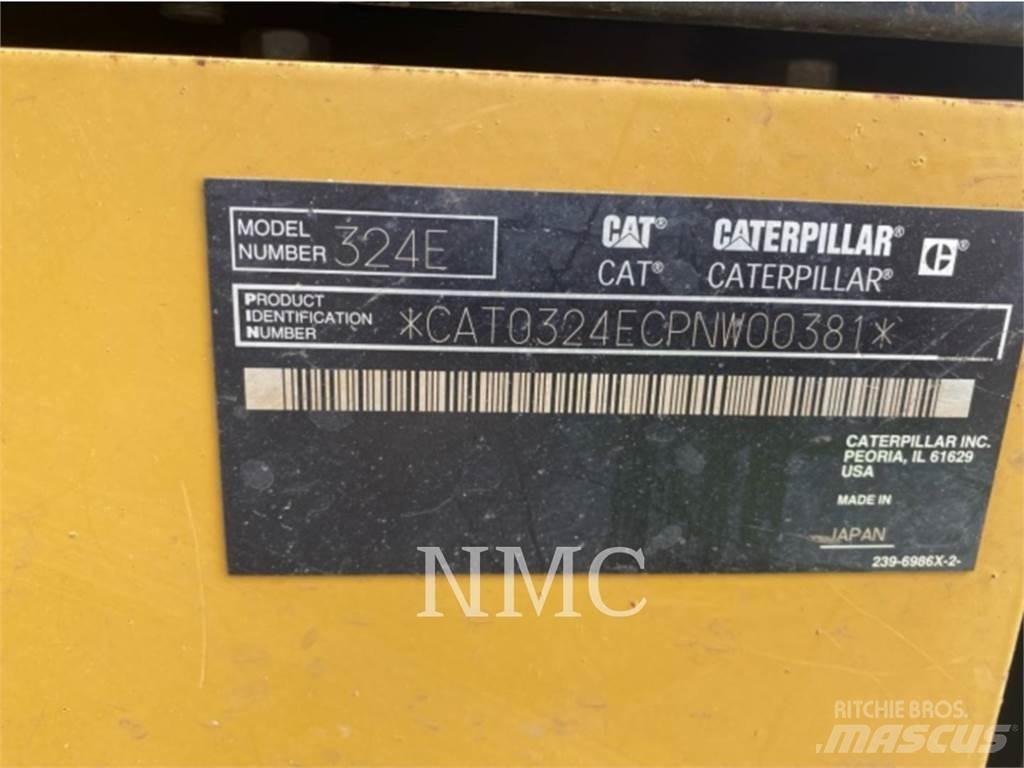 MODEL
NUMBER 324E
CAT® CATERPILLAR® C®
CAT® CATERPILLAR®
PRODUCT
IDENTIFICATION
NUMBER *CAT0324ECPNW00381*
CATERPILLAR INC.
PEORIA, IL 61629
USA
MADE IN
JAPAN
239-6986X-2-
NMC
RITCHIE BROS.
MASCUS